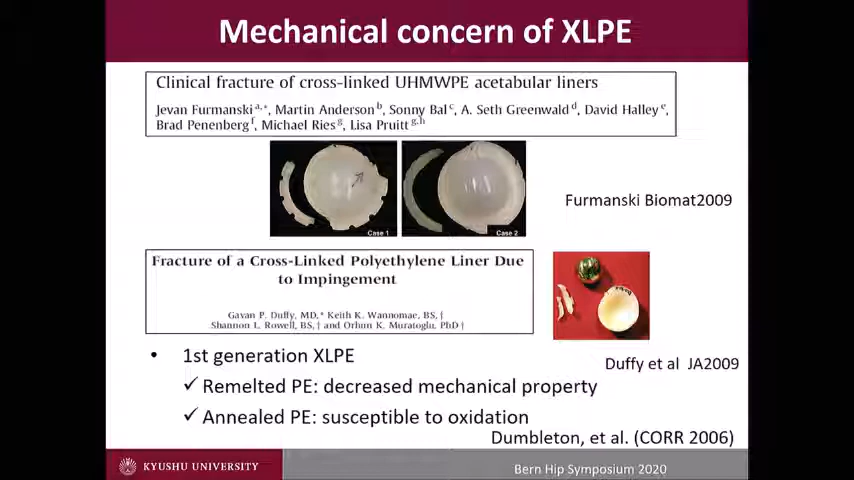 Mechanical concern of XLPE
Clinical fracture of cross-linked UHMWPE acetabular liners
Jevan Furmanski a,*, Martin Anderson b, Sonny Bal c, A. Seth Greenwald d, David Halley e,
Brad Penenberg f, Michael Ries g, Lisa Pruitt g,h
Case 1
Case 2
Furmanski Biomat2009
Fracture of a Cross-Linked Polyethylene Liner Due
to Impingement
Gavan P. Duffy, MD,* Keith K. Wannomae, BS,†
Shannon L. Rowell, BS,† and Orhun K. Muratoglu, PhD†
• 1st generation XLPE
Duffy et al JA2009
✓ Remelted PE: decreased mechanical property
✓ Annealed PE: susceptible to oxidation
Dumbleton, et al. (CORR 2006)
KYUSHU UNIVERSITY
Bern Hip Symposium 2020